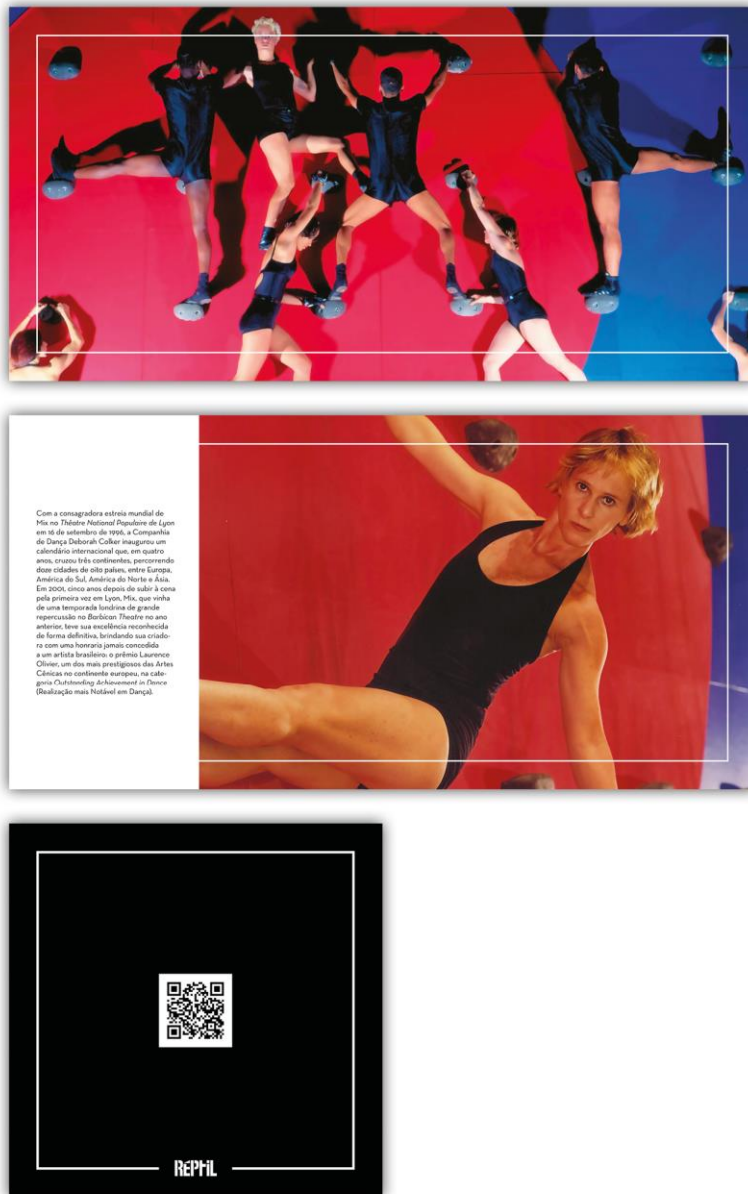 Com a consagradora estreia mundial de
Mix no Théatre National Populaire de Lyon
em 16 de setembro de 1996, a Companhia
de Dança Deborah Colker inaugurou um
calendário internacional que, em quatro
anos, cruzou três continentes, percorrendo
doze cidades de oito países, entre Europa,
América do Sul, América do Norte e Ásia.
Em 2001, cinco anos depois de subir à cena
pela primeira vez em Lyon, Mix, que vinha
de uma temporada londrina de grande
repercussão no Barbican Theatre no ano
anterior, teve sua excelência reconhecida
de forma definitiva, brindando sua criado-
ra com uma honraria jamais concedida
a um artista brasileiro: o prêmio Laurence
Olivier, um dos mais prestigiosos das Artes
Cênicas no continente europeu, na cate-
goria Outstanding Achievement in Dance
(Realização mais Notável em Dança).
RÉPTIL